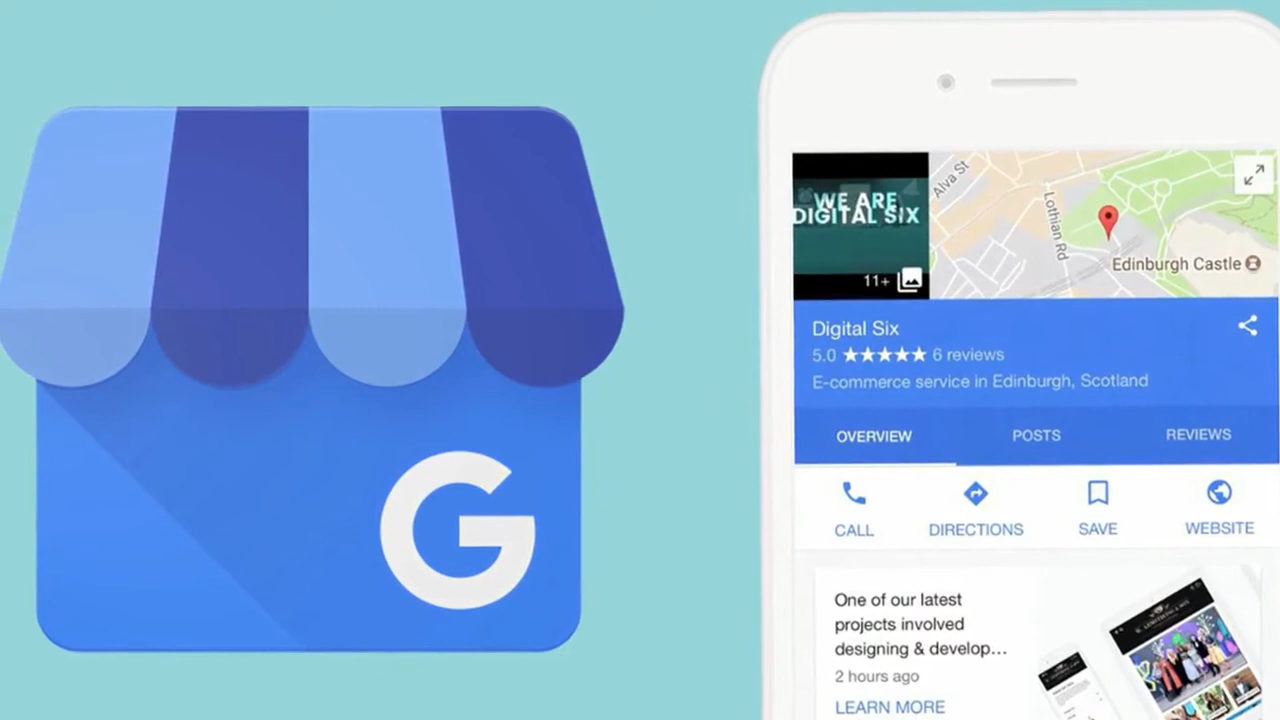 G
WE ARE
DIGITAL SIX
11+
Alva St
Lothian Rd
Edinburgh Castle
Digital Six
5.0 ★★★★★ 6 reviews
E-commerce service in Edinburgh, Scotland
OVERVIEW POSTS REVIEWS
CALL DIRECTIONS SAVE WEBSITE
One of our latest
projects involved
designing & develop...
2 hours ago
LEARN MORE